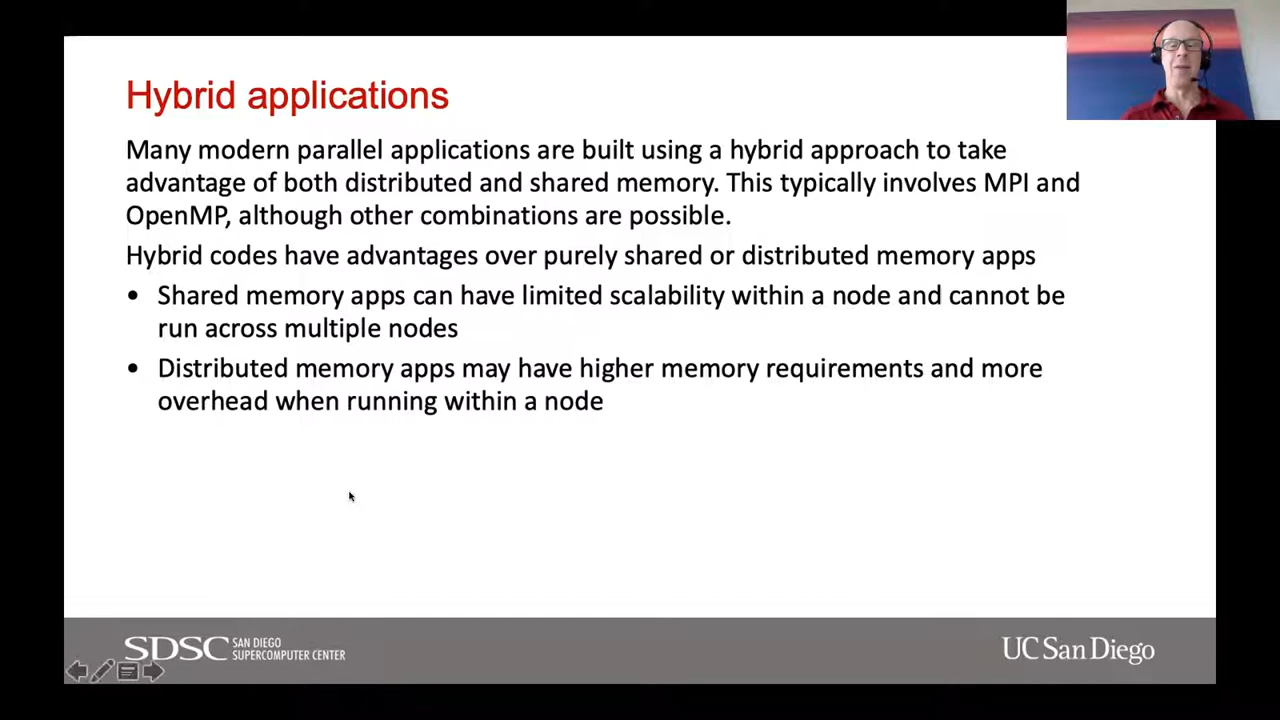 Hybrid applications
Many modern parallel applications are built using a hybrid approach to take
advantage of both distributed and shared memory. This typically involves MPI and
OpenMP, although other combinations are possible.
Hybrid codes have advantages over purely shared or distributed memory apps
• Shared memory apps can have limited scalability within a node and cannot be
run across multiple nodes
• Distributed memory apps may have higher memory requirements and more
overhead when running within a node
SDSC SAN DIEGO
SUPERCOMPUTER CENTER
UC San Diego